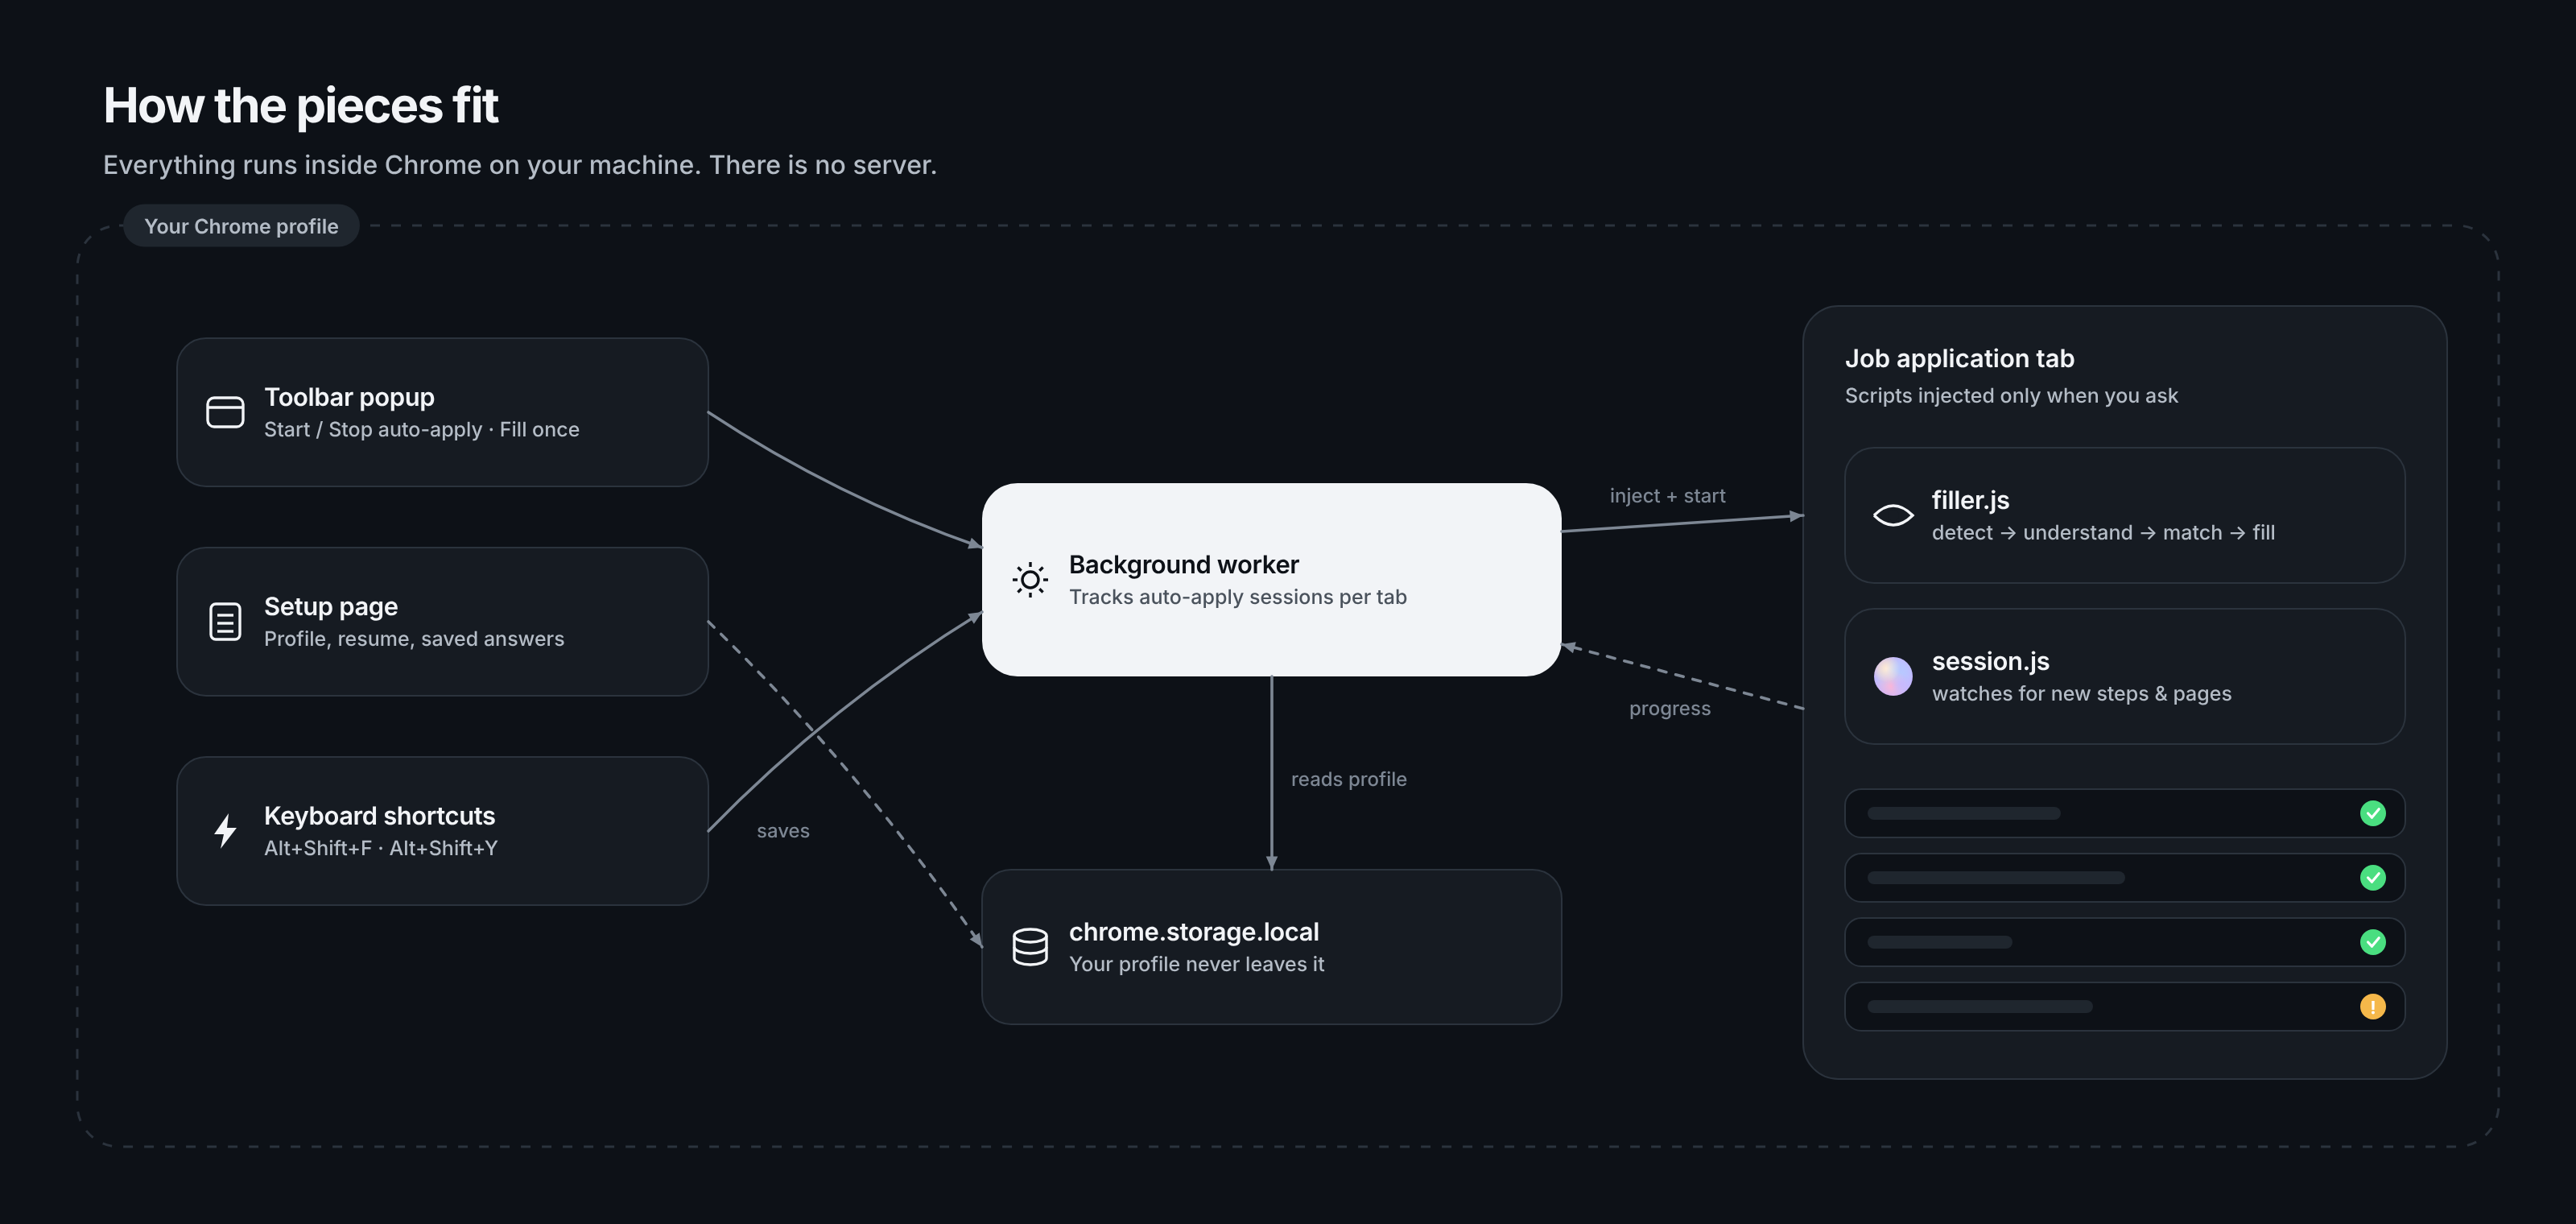 How the pieces fit
Everything runs inside Chrome on your machine. There is no server.
Your Chrome profile
Toolbar popup
Start / Stop auto-apply · Fill once
Setup page
Profile, resume, saved answers
Keyboard shortcuts
Alt+Shift+F · Alt+Shift+Y
saves
Background worker
Tracks auto-apply sessions per tab
reads profile
chrome.storage.local
Your profile never leaves it
inject + start
progress
Job application tab
Scripts injected only when you ask
filler.js
detect → understand → match → fill
session.js
watches for new steps & pages